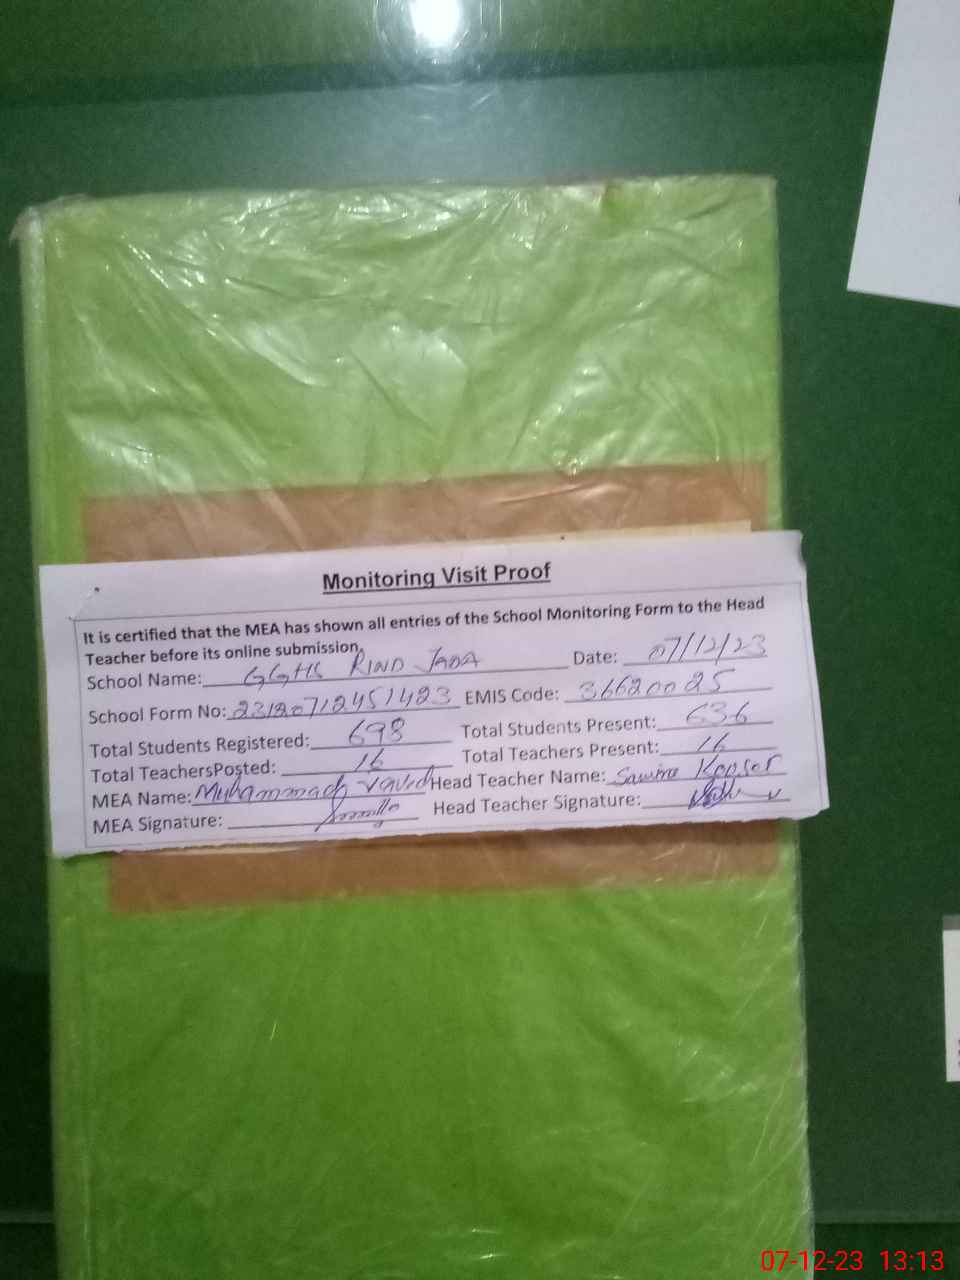 Monitoring Visit Proof
It is certified that the MEA has shown all entries of the School Monitoring Form to the Head
Teacher before its online submission.
School Name: GGHS RIND JADA Date: 07/12/23
School Form No: 23120712451423 EMIS Code: 36620025
Total Students Registered: 698 Total Students Present: 636
Total TeachersPosted: 16 Total Teachers Present: 16
MEA Name: Muhammad Javed Head Teacher Name: Kousar
MEA Signature: Head Teacher Signature:
07-12-23 13:13